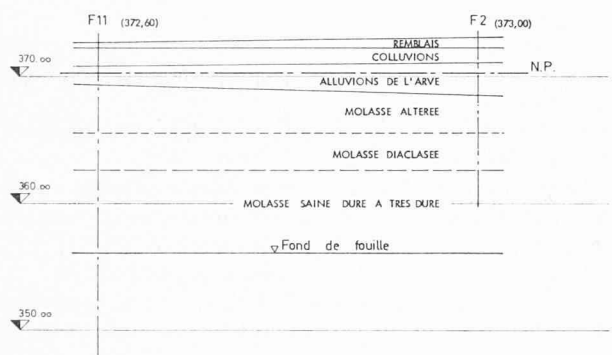 F11 (372,60)
F2 (373,00)
REMBLAIS
370.00
COLLUVIONS
N.P.
ALLUVIONS DE L'ARVE
MOLASSE ALTEREE
MOLASSE DIACLASEE
360.00
MOLASSE SAINE DURE A TRES DURE
Fond de fouille
350.00